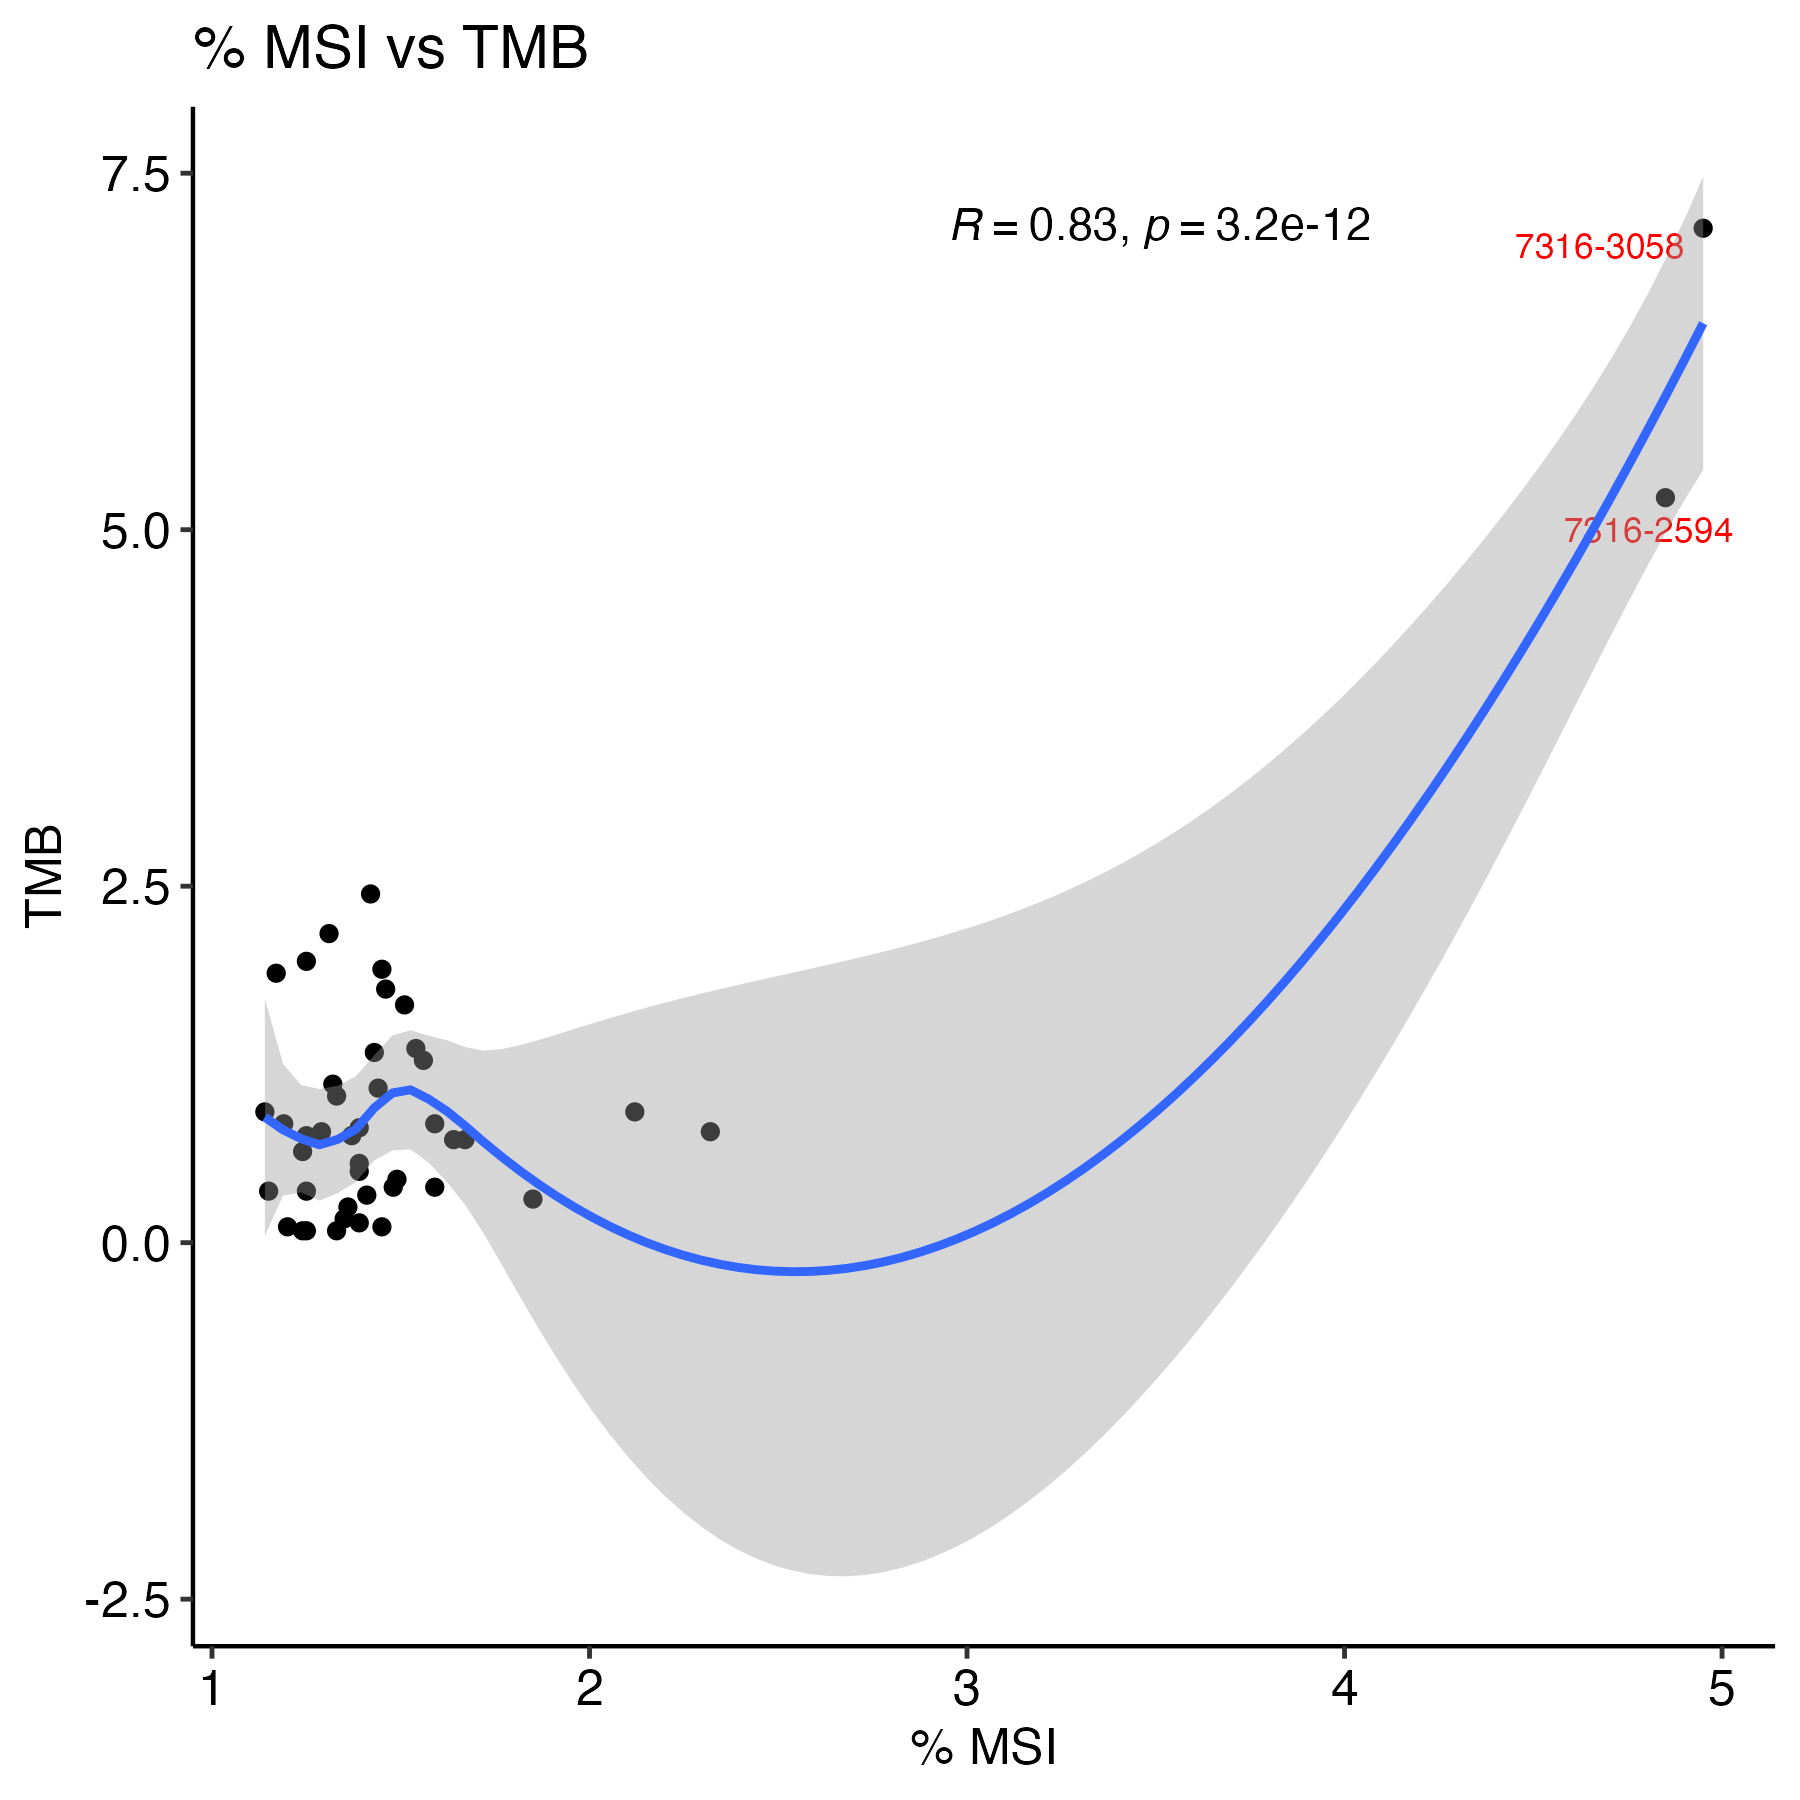 % MSI vs TMB
7.5
R = 0.83, p = 3.2e-12
7316-3058
5.0
7316-2594
TMB
2.5
0.0
-2.5
1 2 3 4 5
% MSI